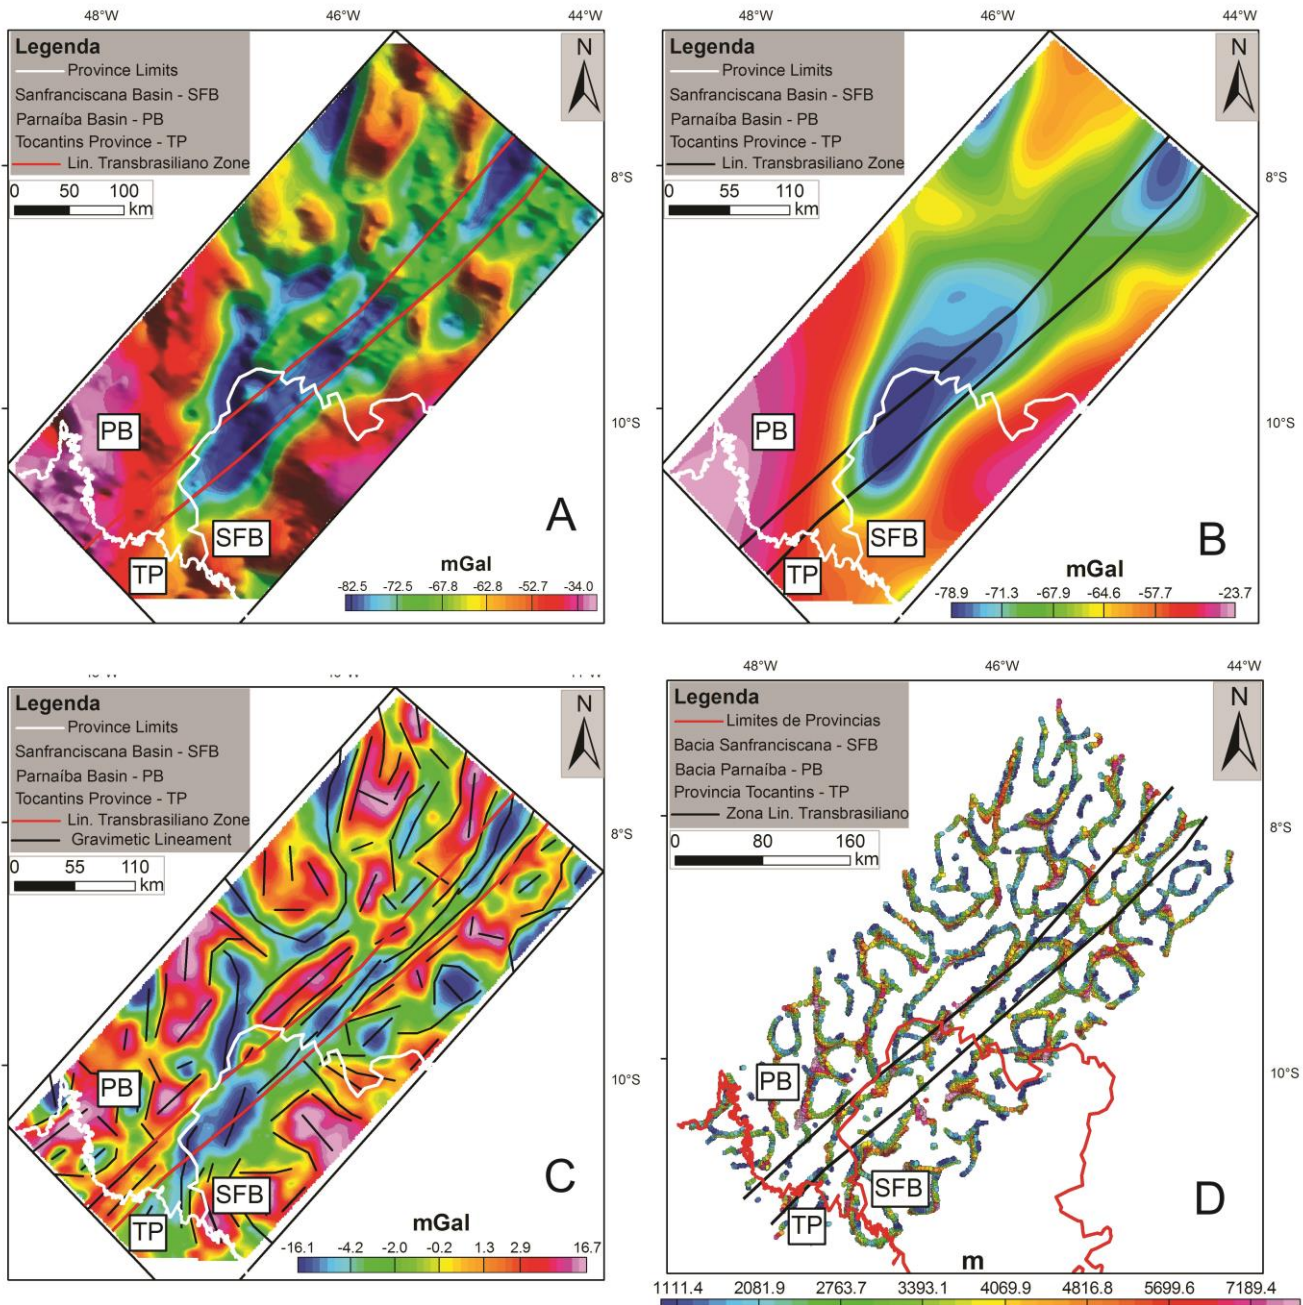 48°W 46°W 44°W
Legenda
Province Limits
Sanfranciscana Basin - SFB
Parnaíba Basin - PB
Tocantins Province - TP
Lin. Transbrasiliano Zone
0 50 100
km
N
8°S
10°S
PB
SFB
TP
A
mGal
-82.5 -72.5 -67.8 -62.8 -52.7 -34.0
48°W 46°W 44°W
Legenda
Province Limits
Sanfranciscana Basin - SFB
Parnaíba Basin - PB
Tocantins Province - TP
Lin. Transbrasiliano Zone
0 55 110
km
N
8°S
10°S
PB
SFB
TP
B
mGal
-78.9 -71.3 -67.9 -64.6 -57.7 -23.7
Legenda
Province Limits
Sanfranciscana Basin - SFB
Parnaíba Basin - PB
Tocantins Province - TP
Lin. Transbrasiliano Zone
Gravimetic Lineament
0 55 110
km
N
8°S
10°S
PB
SFB
TP
C
mGal
-16.1 -4.2 -2.0 -0.2 1.3 2.9 16.7
48°W 46°W 44°W
Legenda
Limites de Provincias
Bacia Sanfranciscana - SFB
Bacia Parnaíba - PB
Provincia Tocantins - TP
Zona Lin. Transbrasiliano
0 80 160
km
N
8°S
10°S
PB
SFB
TP
D
m
1111.4 2081.9 2763.7 3393.1 4069.9 4816.8 5699.6 7189.4